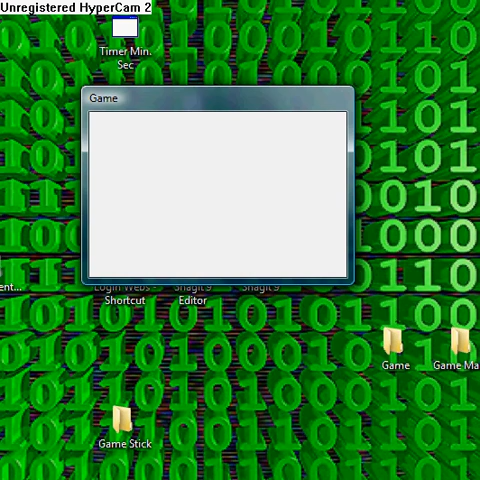 Unregistered HyperCam 2
Timer Min.
Sec
Game
ent...
Login Webs -
Shortcut
SnagIt 9
Editor
SnagIt 9
Game
Game Ma
Game Stick